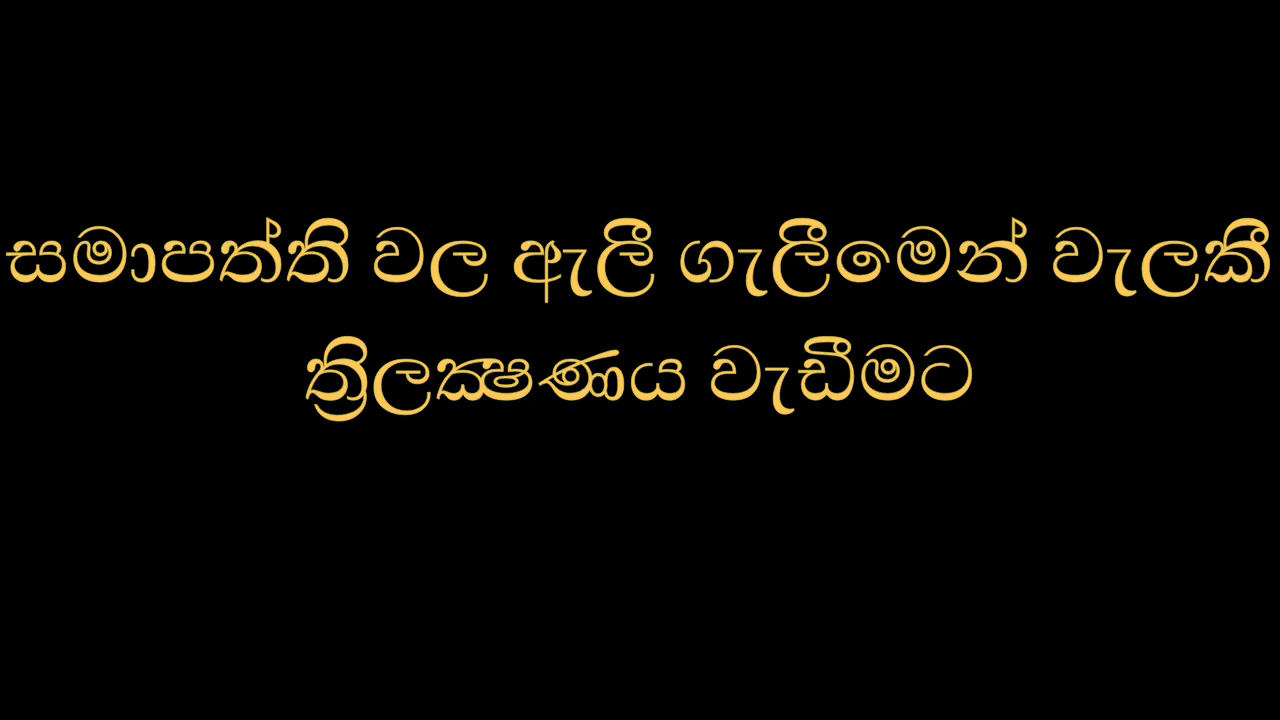 සමාපත්ති වල ඇලී ගැලීමෙන් වැලකී
ත්‍රිලක්‍ෂණය වැඩීමට